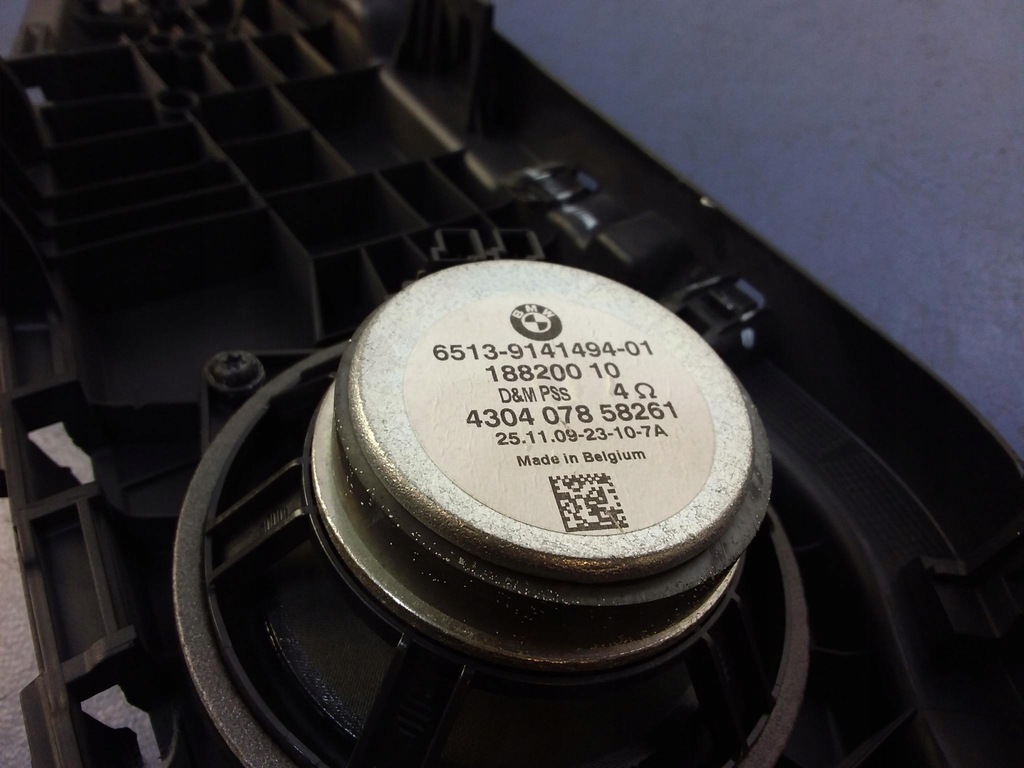 BMW
6513-9141494-01
188200 10
D&M PSS 4 Ω
4304 078 58261
25.11.09-23-10-7A
Made in Belgium